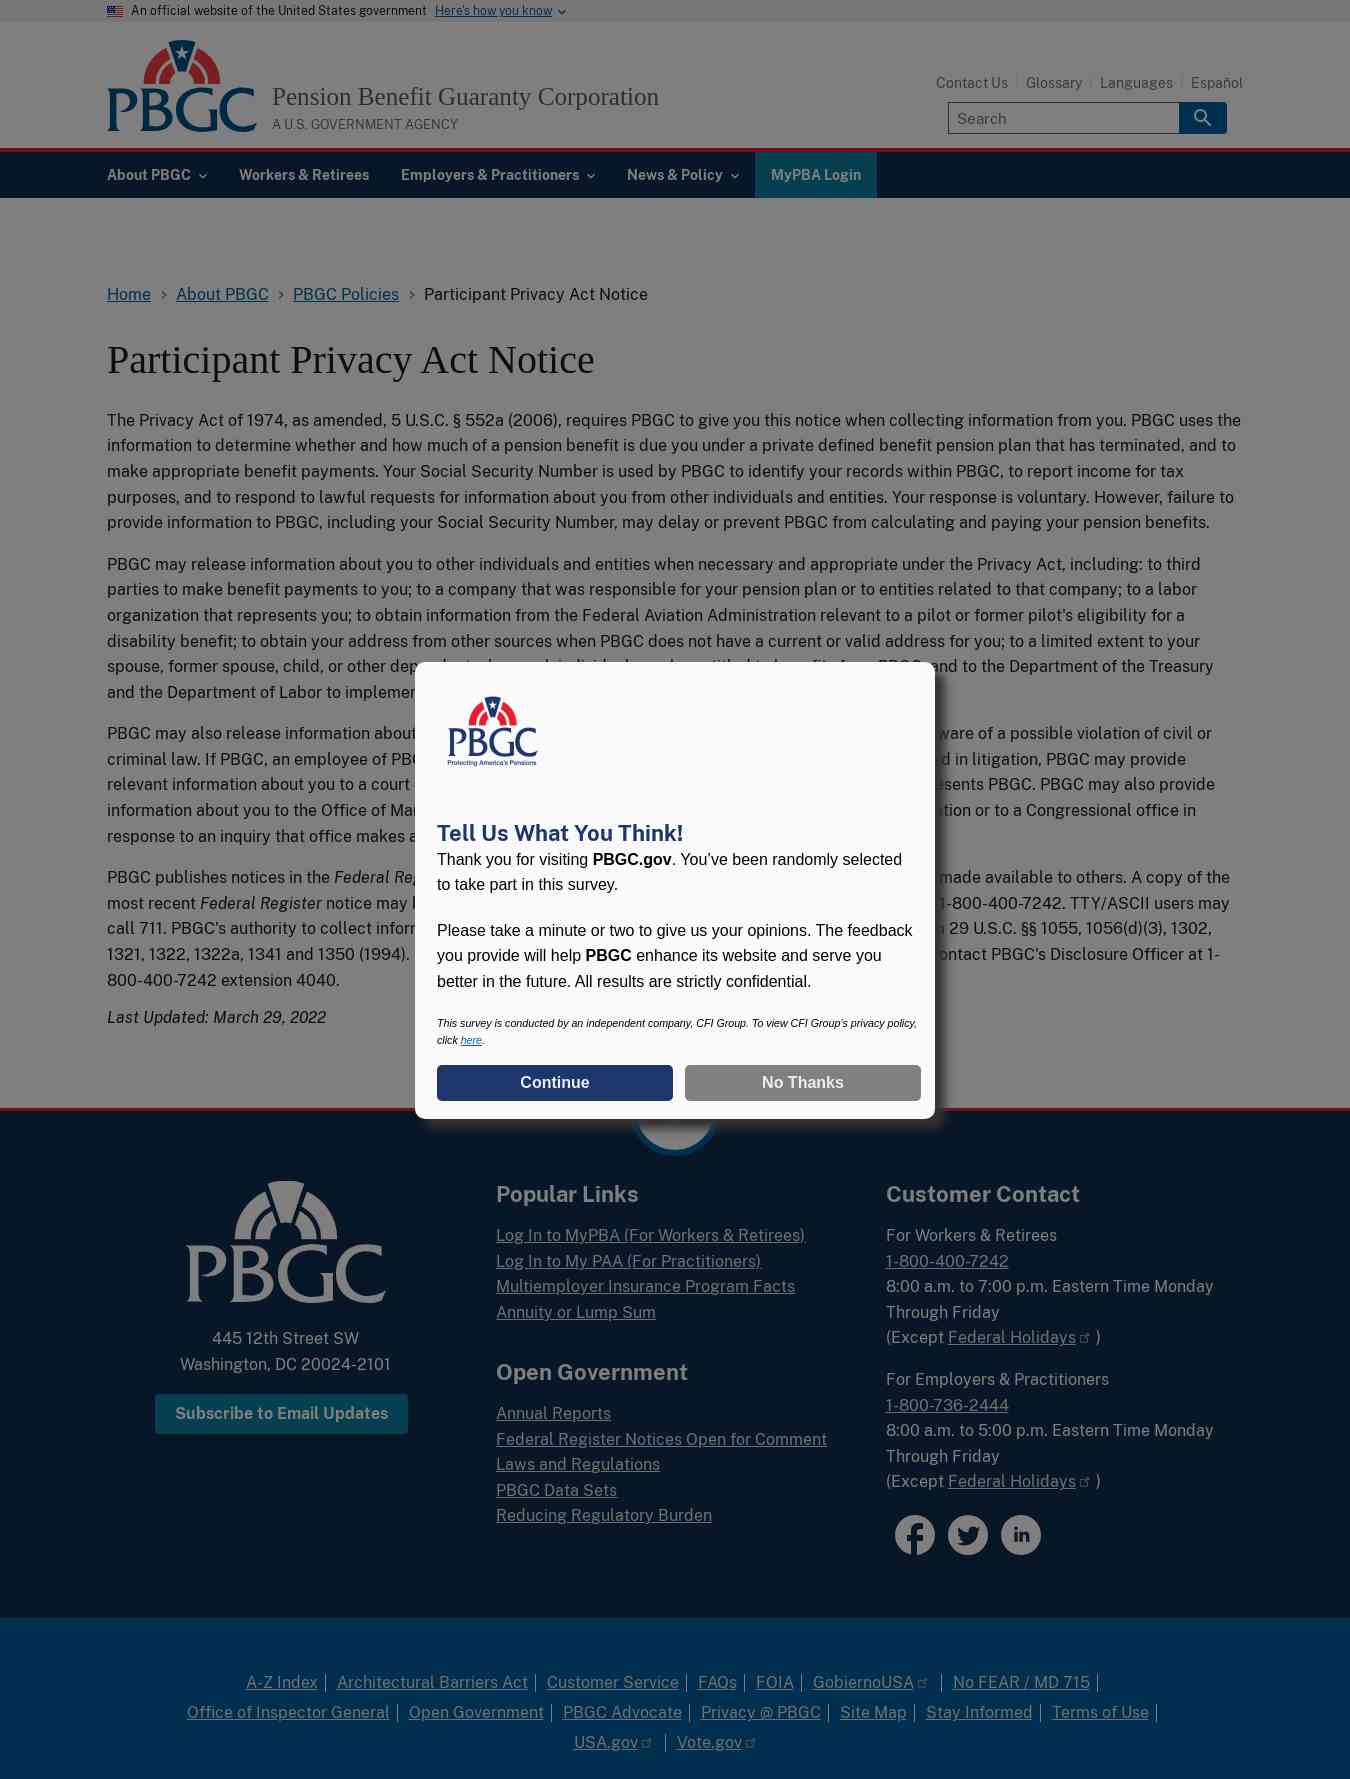 An official website of the United States government Here's how you know
PBGC
Pension Benefit Guaranty Corporation
A U.S. GOVERNMENT AGENCY
Contact Us Glossary Languages Español
Search
About PBGC Workers & Retirees Employers & Practitioners News & Policy MyPBA Login
Home About PBGC PBGC Policies Participant Privacy Act Notice
Participant Privacy Act Notice
The Privacy Act of 1974, as amended, 5 U.S.C. § 552a (2006), requires PBGC to give you this notice when collecting information from you. PBGC uses the
information to determine whether and how much of a pension benefit is due you under a private defined benefit pension plan that has terminated, and to
make appropriate benefit payments. Your Social Security Number is used by PBGC to identify your records within PBGC, to report income for tax
purposes, and to respond to lawful requests for information about you from other individuals and entities. Your response is voluntary. However, failure to
provide information to PBGC, including your Social Security Number, may delay or prevent PBGC from calculating and paying your pension benefits.
PBGC may release information about you to other individuals and entities when necessary and appropriate under the Privacy Act, including: to third
parties to make benefit payments to you; to a company that was responsible for your pension plan or to entities related to that company; to a labor
organization that represents you; to obtain information from the Federal Aviation Administration relevant to a pilot or former pilot's eligibility for a
disability benefit; to obtain your address from other sources when PBGC does not have a current or valid address for you; to a limited extent to your
spouse, former spouse, child, or other and to the Department of the Treasury
and the Department of Labor to
PBGC may also release information about of a possible violation of civil or
criminal law. If PBGC, an employee of in litigation, PBGC may provide
relevant information about you to a court PBGC. PBGC may also provide
information about you to the Office of or to a Congressional office in
response to an inquiry that office makes
PBGC publishes notices in the Federal made available to others. A copy of the
most recent Federal Register notice may 1-800-400-7242. TTY/ASCII users may
call 711. PBGC's authority to collect 29 U.S.C. §§ 1055, 1056(d)(3), 1302,
1321, 1322, 1322a, 1341 and 1350 (1994). PBGC's Disclosure Officer at 1-
800-400-7242 extension 4040.
Last Updated: March 29, 2022
PBGC
Protecting America's Pensions
Tell Us What You Think!
Thank you for visiting PBGC.gov. You’ve been randomly selected
to take part in this survey.
Please take a minute or two to give us your opinions. The feedback
you provide will help PBGC enhance its website and serve you
better in the future. All results are strictly confidential.
This survey is conducted by an independent company, CFI Group. To view CFI Group's privacy policy,
click here.
Continue No Thanks
PBGC
445 12th Street SW
Washington, DC 20024-2101
Subscribe to Email Updates
Popular Links
Log In to MyPBA (For Workers & Retirees)
Log In to My PAA (For Practitioners)
Multiemployer Insurance Program Facts
Annuity or Lump Sum
Open Government
Annual Reports
Federal Register Notices Open for Comment
Laws and Regulations
PBGC Data Sets
Reducing Regulatory Burden
Customer Contact
For Workers & Retirees
1-800-400-7242
8:00 a.m. to 7:00 p.m. Eastern Time Monday
Through Friday
(Except Federal Holidays )
For Employers & Practitioners
1-800-736-2444
8:00 a.m. to 5:00 p.m. Eastern Time Monday
Through Friday
(Except Federal Holidays )
A-Z Index Architectural Barriers Act Customer Service FAQs FOIA GobiernoUSA No FEAR / MD 715
Office of Inspector General Open Government PBGC Advocate Privacy @ PBGC Site Map Stay Informed Terms of Use
USA.gov Vote.gov